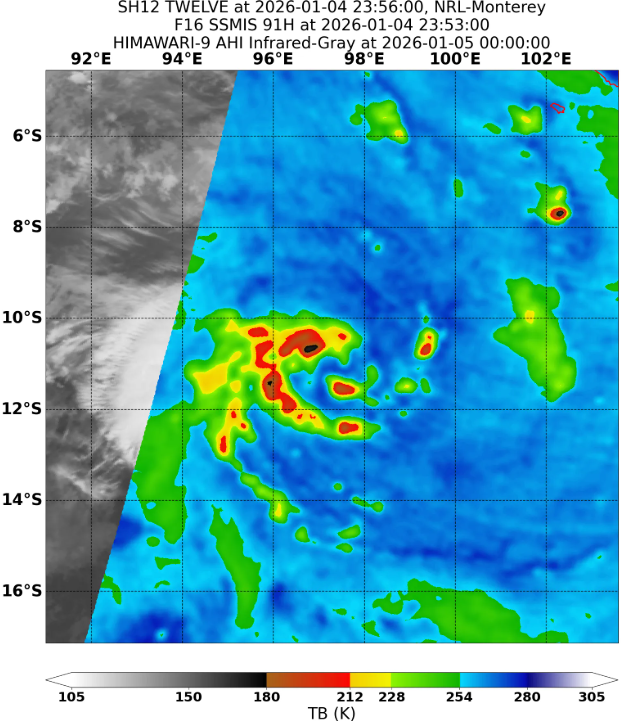 SH12 TWELVE at 2026-01-04 23:56:00, NRL-Monterey
F16 SSMIS 91H at 2026-01-04 23:53:00
HIMAWARI-9 AHI Infrared-Gray at 2026-01-05 00:00:00
92°E 94°E 96°E 98°E 100°E 102°E
6°S
8°S
10°S
12°S
14°S
16°S
105 150 180 212 228 254 280 305
TB (K)